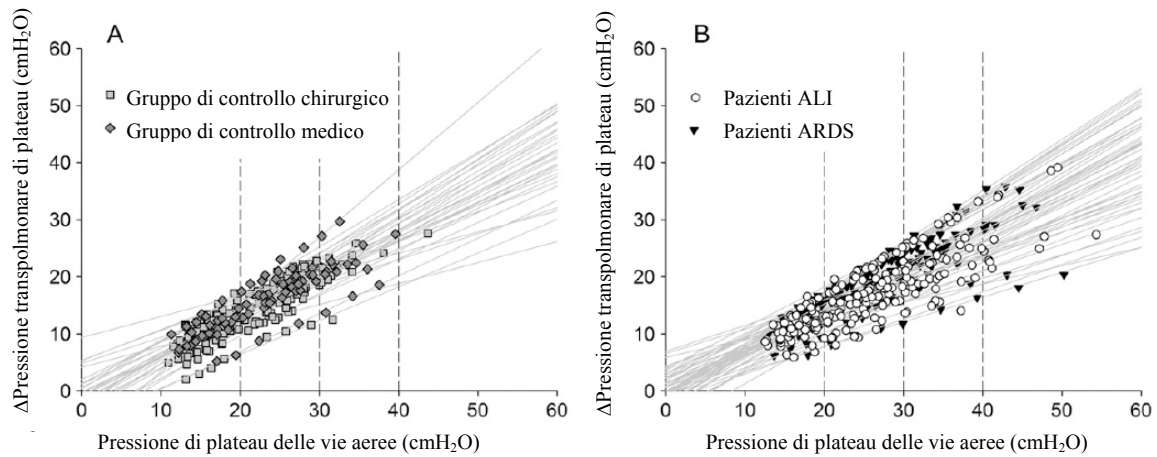 ΔPressione transpolmonare di plateau (cmH₂O)
A
60
50
40
30
20
10
0
Gruppo di controllo chirurgico
Gruppo di controllo medico
0 10 20 30 40 50 60
Pressione di plateau delle vie aeree (cmH₂O)
ΔPressione transpolmonare di plateau (cmH₂O)
B
60
50
40
30
20
10
0
Pazienti ALI
Pazienti ARDS
0 10 20 30 40 50 60
Pressione di plateau delle vie aeree (cmH₂O)